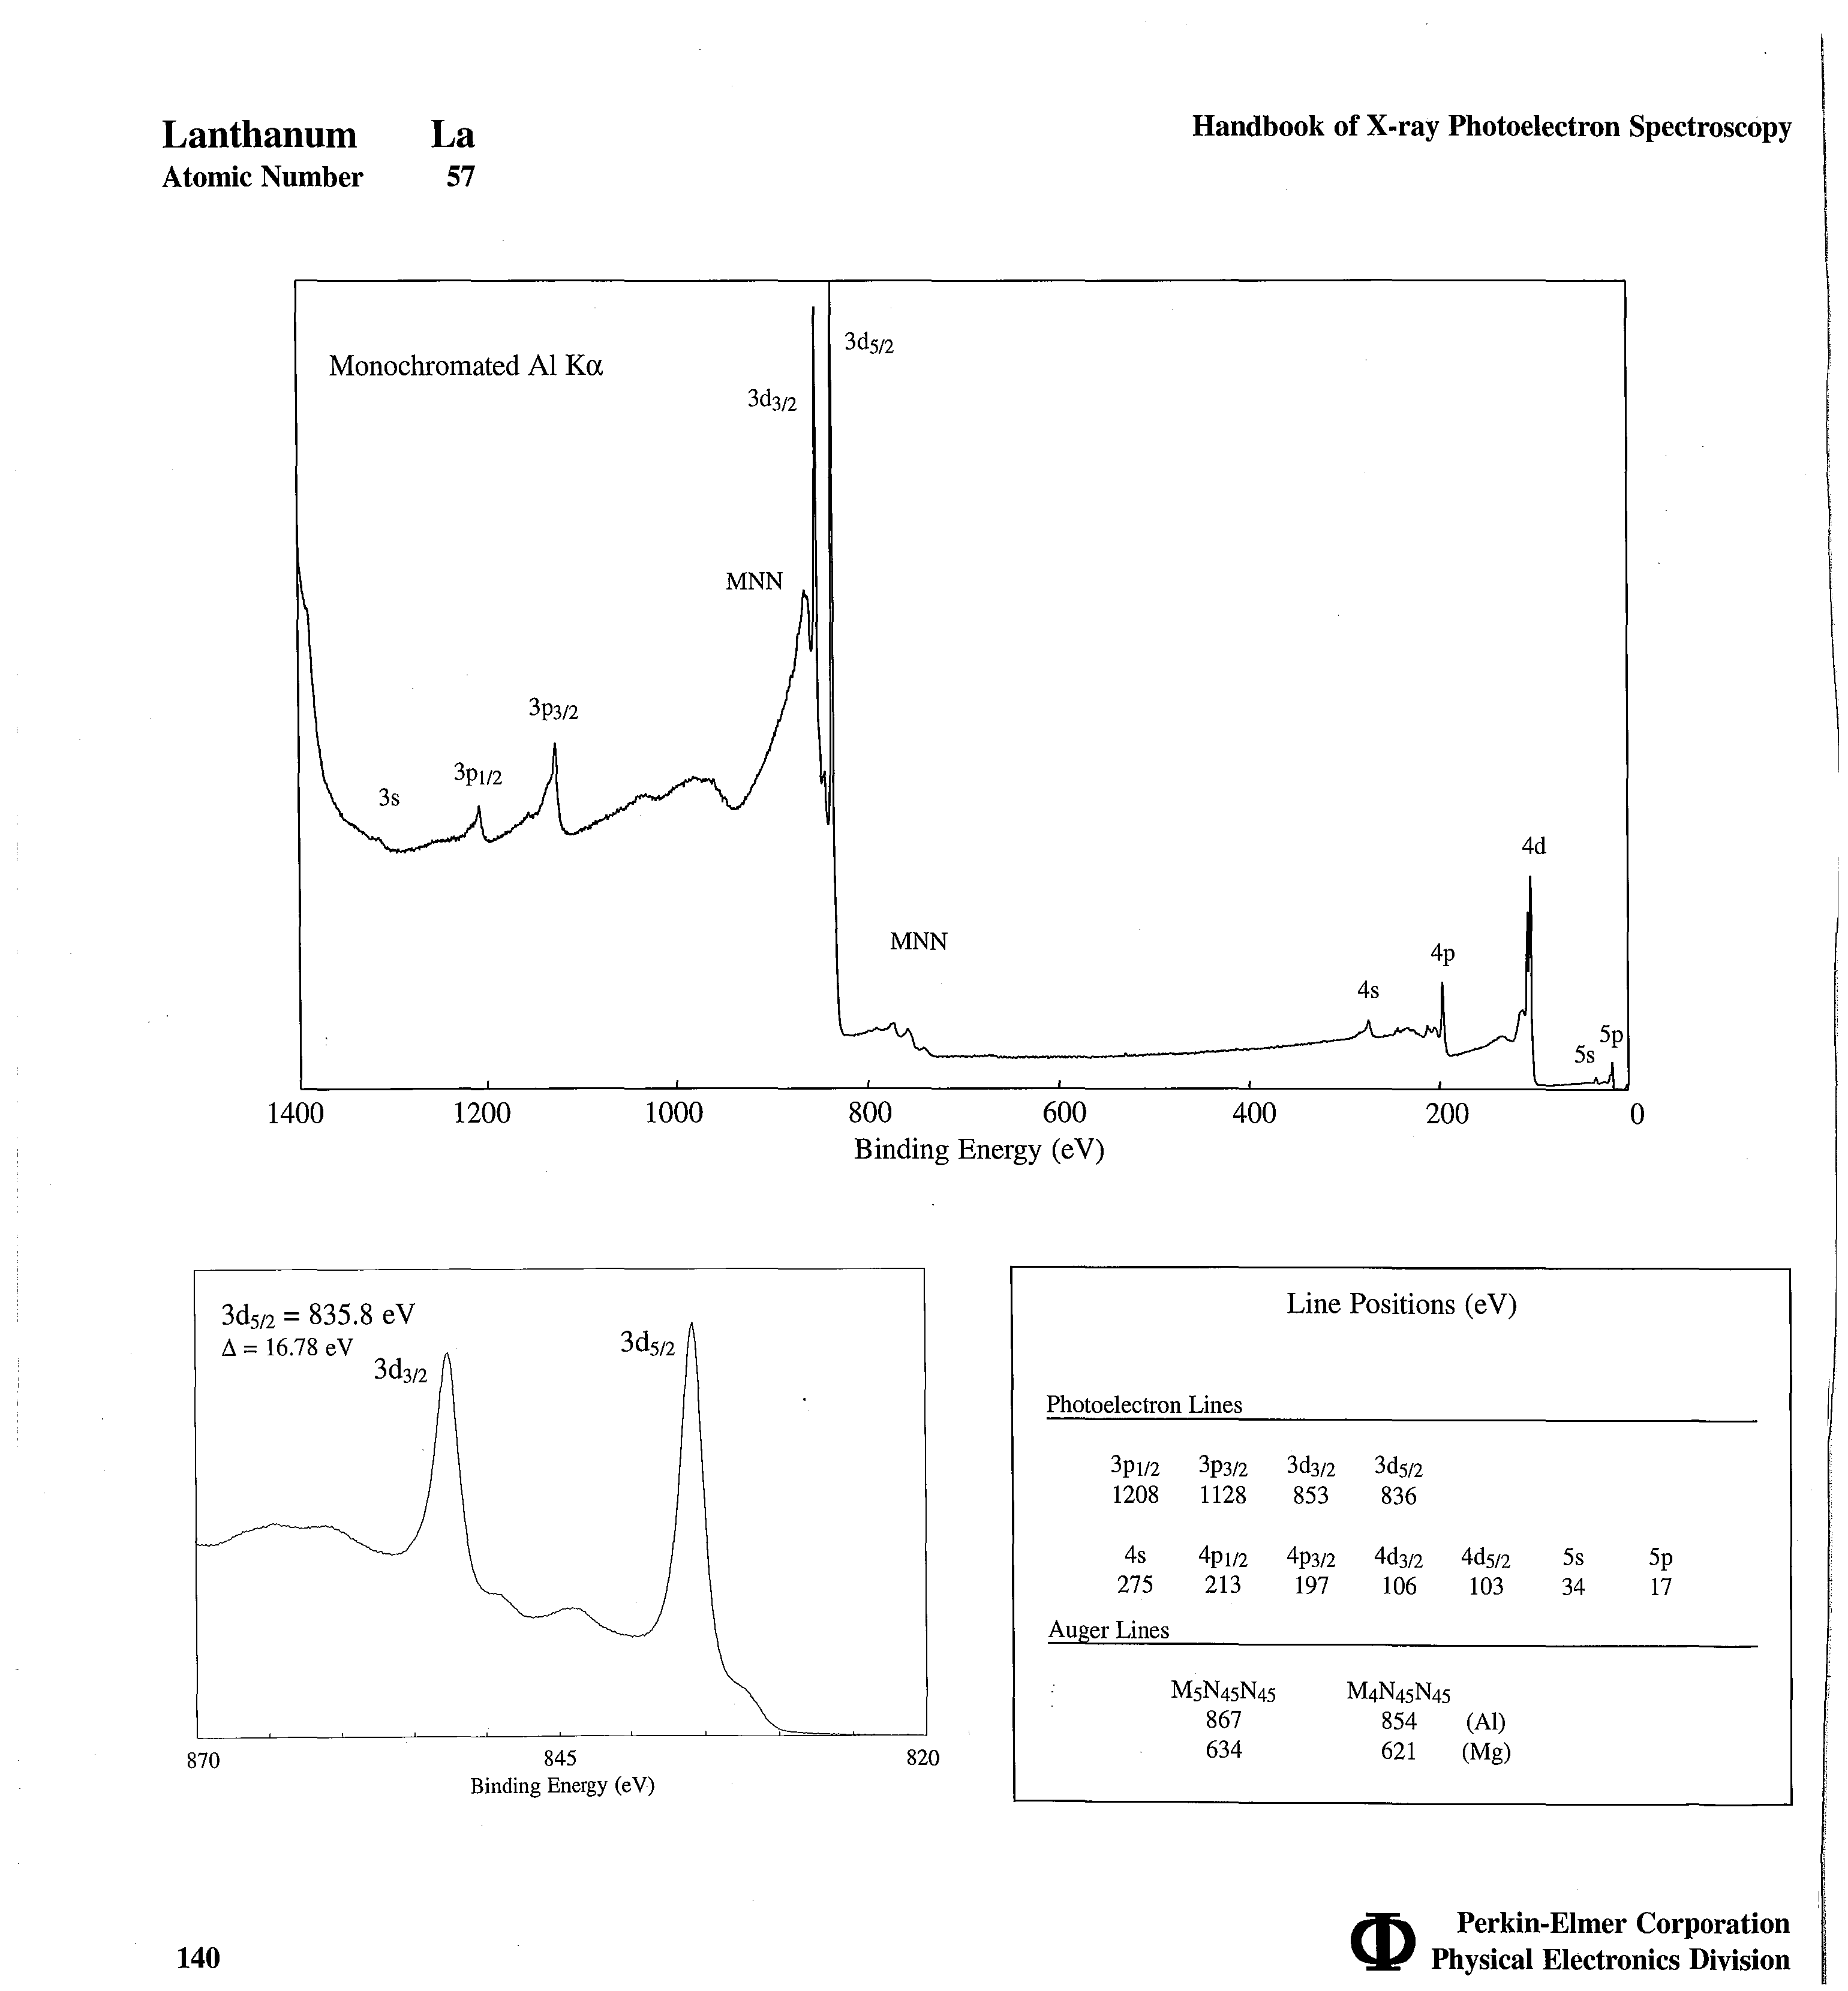 Lanthanum La
Handbook of X-ray Photoelectron Spectroscopy
Atomic Number 57
Monochromated Al Kα
3d5/2
3d3/2
MNN
3p3/2
3p1/2
3s
MNN
4d
4p
4s
5p
5s
1400 1200 1000 800 600 400 200 0
Binding Energy (eV)
3d5/2 = 835.8 eV
Δ = 16.78 eV
3d3/2
3d5/2
870 845 820
Binding Energy (eV)
Line Positions (eV)
Photoelectron Lines
3p1/2 3p3/2 3d3/2 3d5/2
1208 1128 853 836
4s 4p1/2 4p3/2 4d3/2 4d5/2 5s 5p
275 213 197 106 103 34 17
Auger Lines
M5N45N45 M4N45N45
867 854 (Al)
634 621 (Mg)
Perkin-Elmer Corporation
Physical Electronics Division
140